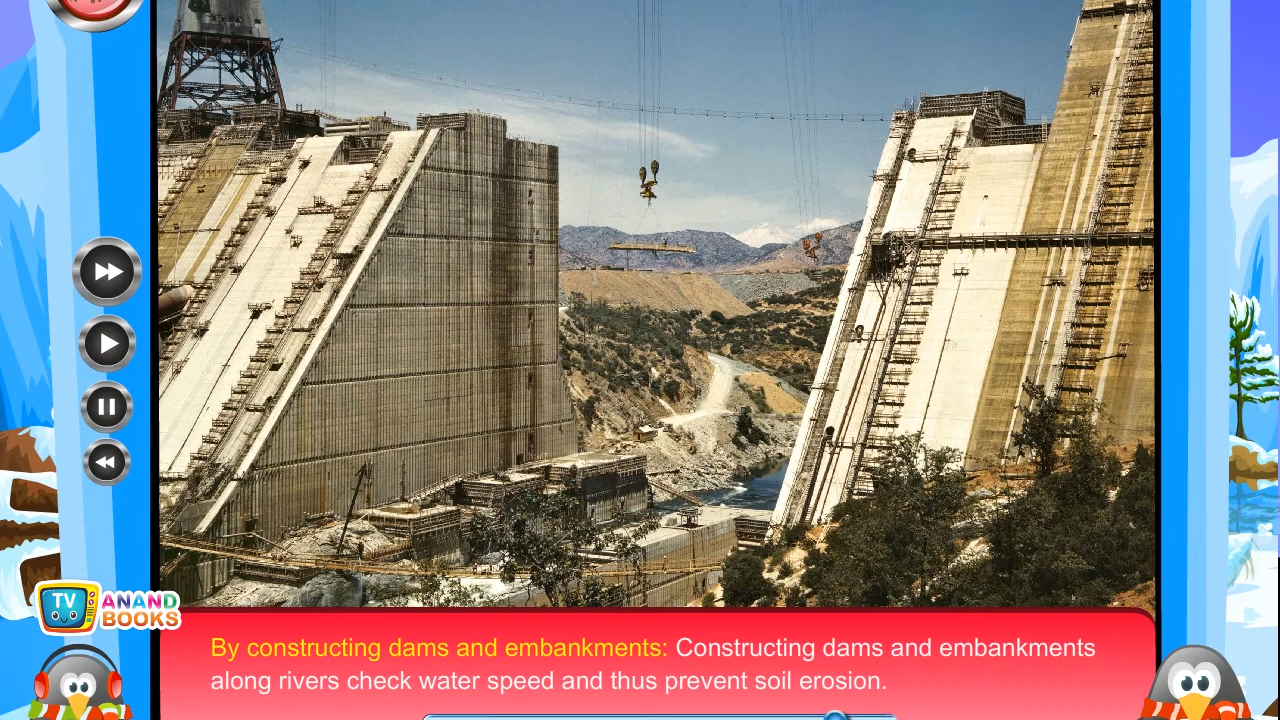 TV
ANAND
BOOKS
By constructing dams and embankments: Constructing dams and embankments
along rivers check water speed and thus prevent soil erosion.